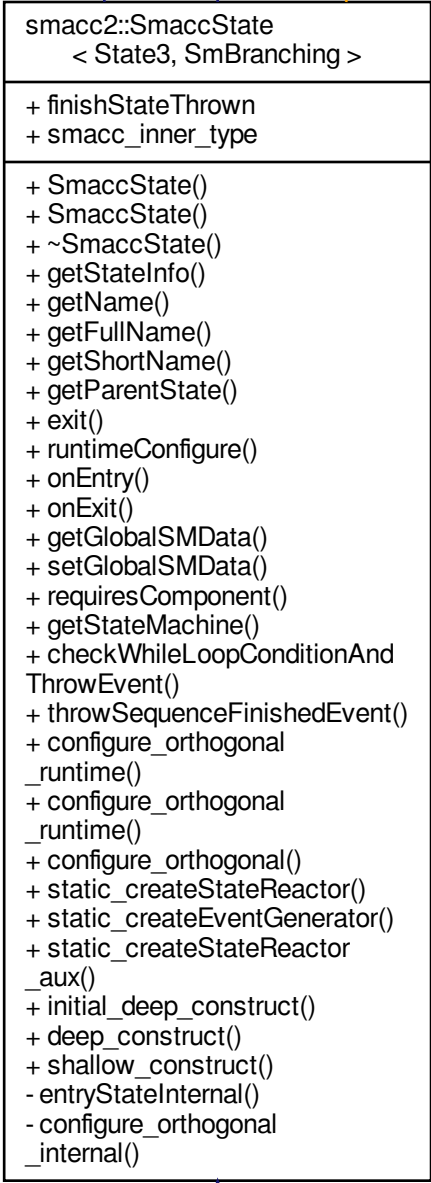 smacc2::SmaccState
< State3, SmBranching >
+ finishStateThrown
+ smacc_inner_type
+ SmaccState()
+ SmaccState()
+ ~SmaccState()
+ getStateInfo()
+ getName()
+ getFullName()
+ getShortName()
+ getParentState()
+ exit()
+ runtimeConfigure()
+ onEntry()
+ onExit()
+ getGlobalSMData()
+ setGlobalSMData()
+ requiresComponent()
+ getStateMachine()
+ checkWhileLoopConditionAnd
ThrowEvent()
+ throwSequenceFinishedEvent()
+ configure_orthogonal
_runtime()
+ configure_orthogonal
_runtime()
+ configure_orthogonal()
+ static_createStateReactor()
+ static_createEventGenerator()
+ static_createStateReactor
_aux()
+ initial_deep_construct()
+ deep_construct()
+ shallow_construct()
- entryStateInternal()
- configure_orthogonal
_internal()